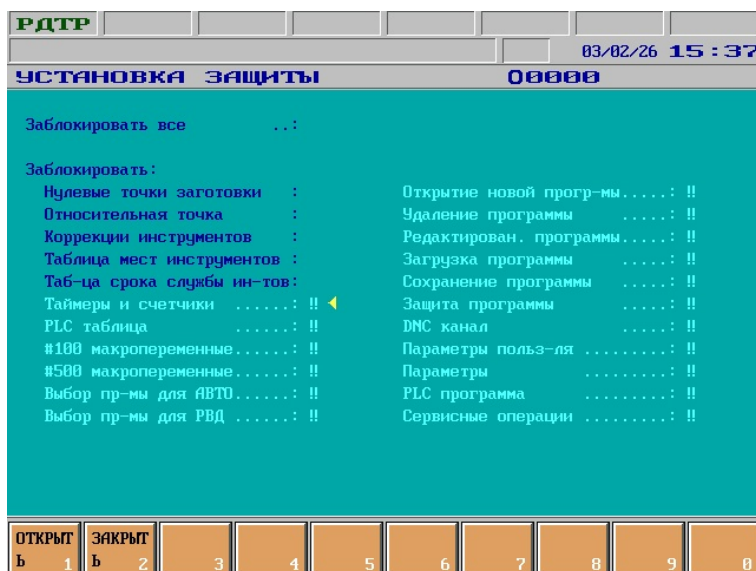 РДТР
03/02/26 15:37
УСТАНОВКА ЗАЩИТЫ O0000
Заблокировать все ..:
Заблокировать:
Нулевые точки заготовки :
Относительная точка :
Коррекции инструментов :
Таблица мест инструментов :
Таб-ца срока службы ин-тов:
Таймеры и счетчики ......: !!
PLC таблица ......: !!
#100 макропеременные......: !!
#500 макропеременные......: !!
Выбор пр-мы для АВТО......: !!
Выбор пр-мы для РВД ......: !!
Открытие новой прогр-мы.....: !!
Удаление программы .....: !!
Редактирован. программы.....: !!
Загрузка программы .....: !!
Сохранение программы .....: !!
Защита программы .....: !!
DNC канал .....: !!
Параметры польз-ля .........: !!
Параметры .........: !!
PLC программа .........: !!
Сервисные операции .........: !!
ОТКРЫТ ЗАКРЫТ
Ь 1 Ь 2 3 4 5 6 7 8 9 0